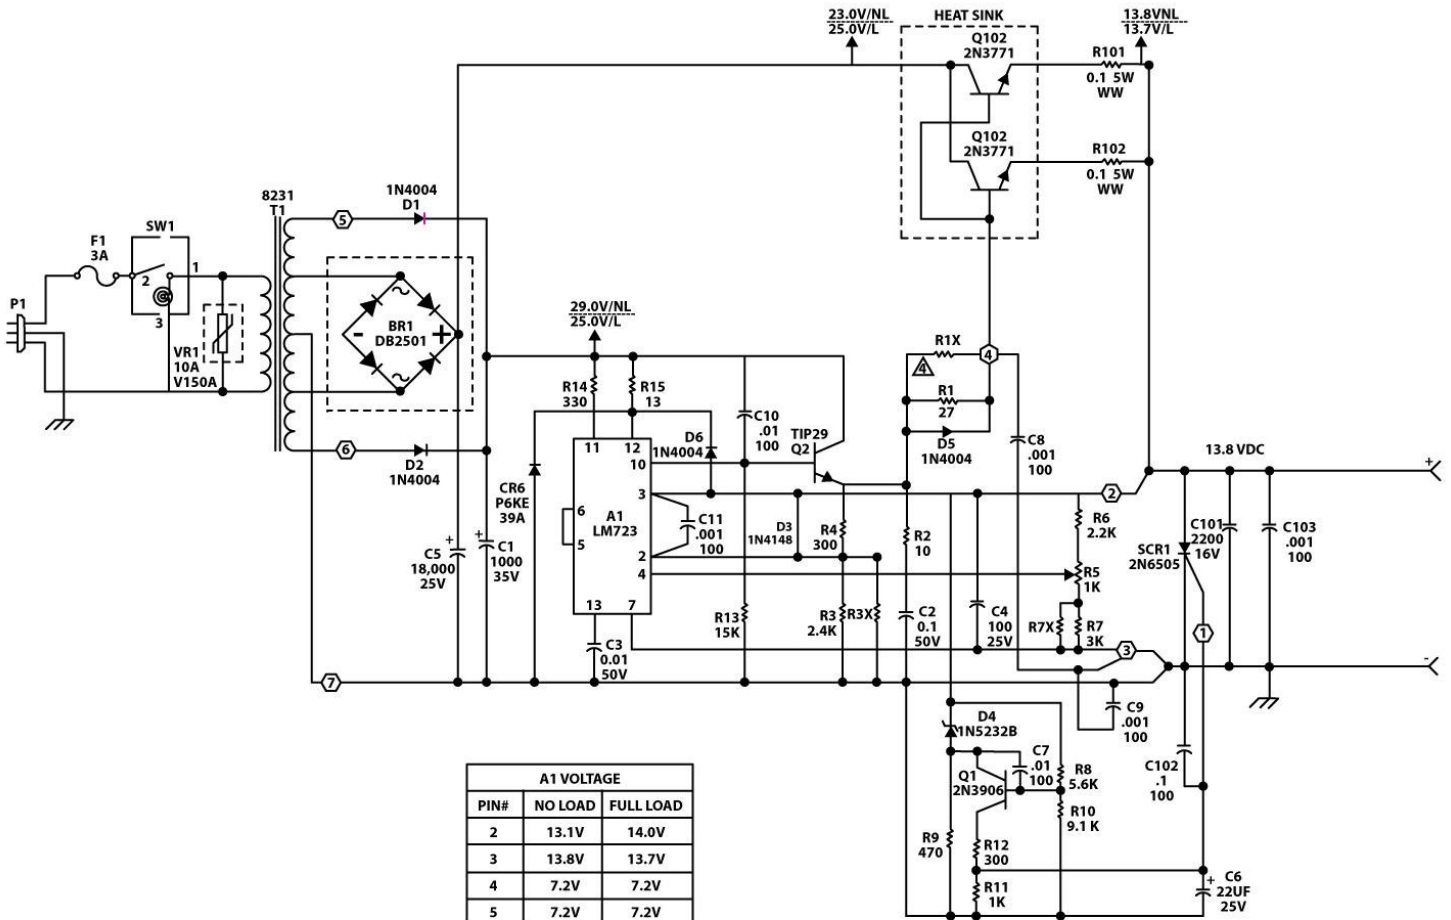 23.0V/NL
25.0V/L
HEAT SINK
13.8VNL
13.7V/L
Q102
2N3771
R101
0.1 5W
WW
Q102
2N3771
R102
0.1 5W
WW
8231
T1
1N4004
D1
5
SW1
F1
3A
1
2
3
P1
VR1
10A
V150A
- BR1 +
DB2501
29.0V/NL
25.0V/L
R1X
4
4
R14
330
R15
13
R1
27
C10
.01
100
D5
1N4004
C8
.001
100
TIP29
Q2
D6
1N4004
6
D2
1N4004
11
12
10
13.8 VDC
+
CR6
P6KE
39A
3
6
A1
LM723
5
C11
.001
100
2
4
D3
1N4148
R4
300
R2
10
2
R6
2.2K
C101
2200
16V
C103
.001
100
SCR1
2N6505
R5
1K
+
C5
18,000
25V
+
C1
1000
35V
13
7
R13
15K
R3
2.4K
R3X
C2
0.1
50V
C4
100
25V
R7X
R7
3K
1
C3
0.01
50V
3
-
7
C9
.001
100
D4
1N5232B
C7
.01
100
Q1
2N3906
R8
5.6K
C102
.1
100
R10
9.1 K
R9
470
R12
300
R11
1K
+
C6
22UF
25V
A1 VOLTAGE
PIN# NO LOAD FULL LOAD
2 13.1V 14.0V
3 13.8V 13.7V
4 7.2V 7.2V
5 7.2V 7.2V